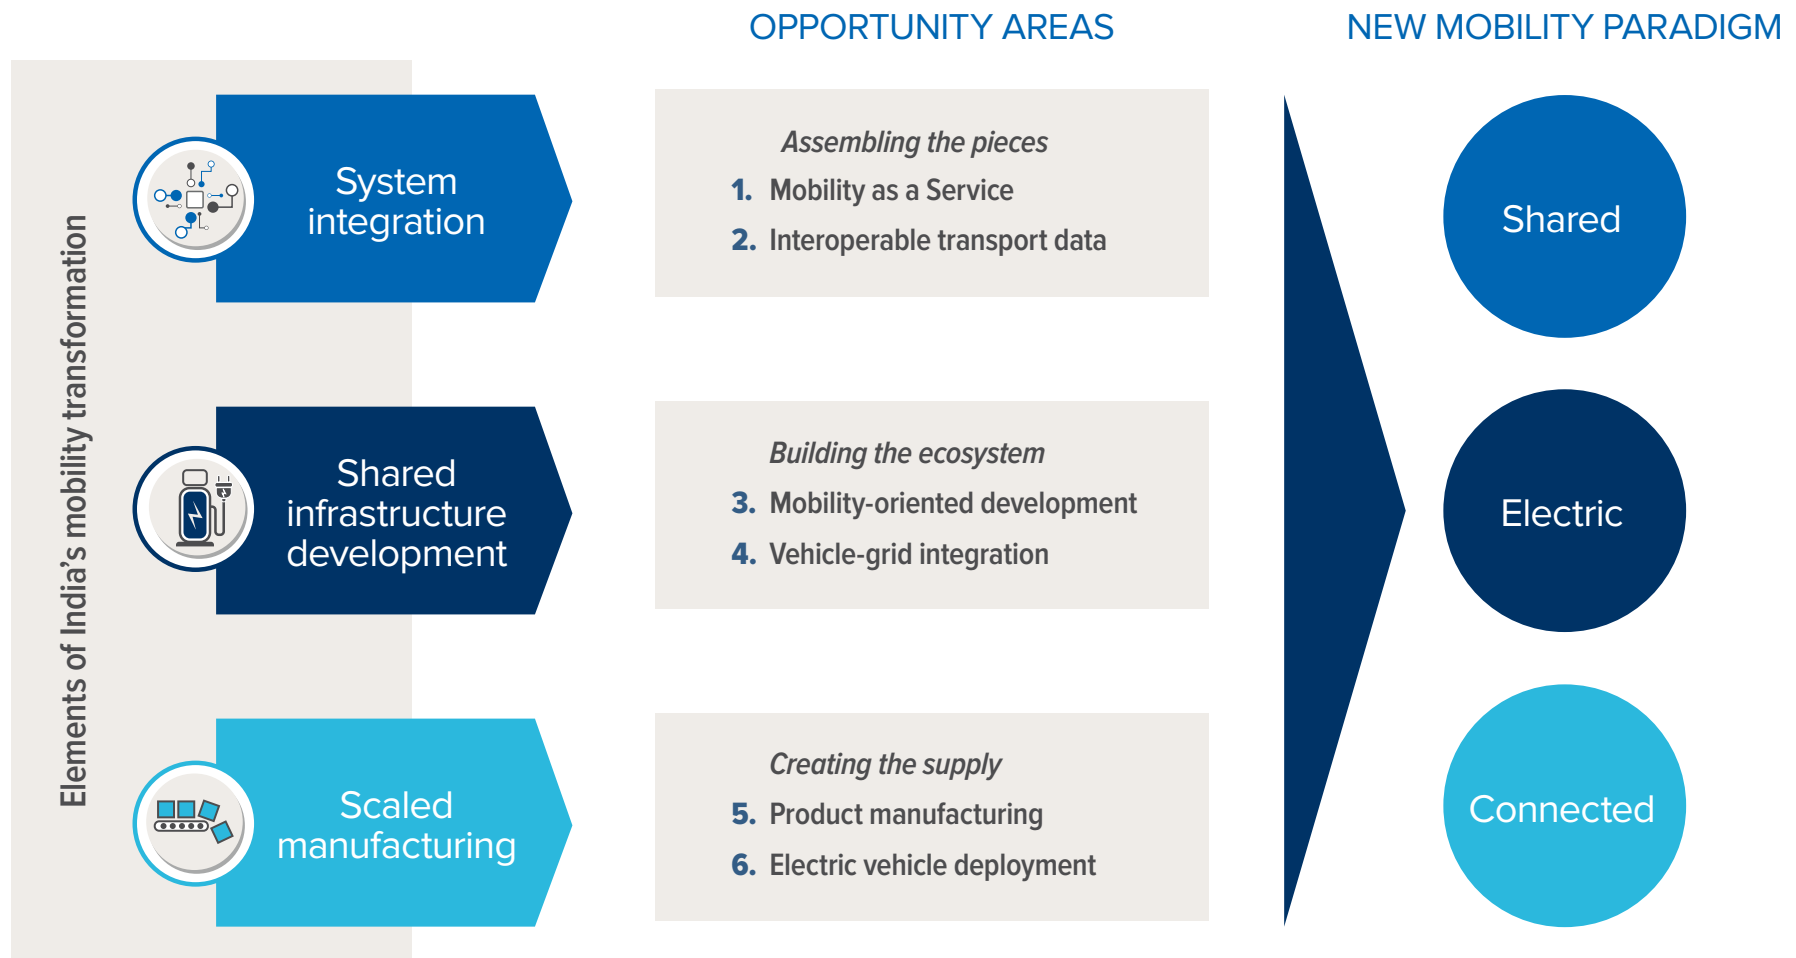 OPPORTUNITY AREAS
NEW MOBILITY PARADIGM
Elements of India’s mobility transformation
System
integration
Assembling the pieces
1. Mobility as a Service
2. Interoperable transport data
Shared
infrastructure
development
Building the ecosystem
3. Mobility-oriented development
4. Vehicle-grid integration
Scaled
manufacturing
Creating the supply
5. Product manufacturing
6. Electric vehicle deployment
Shared
Electric
Connected